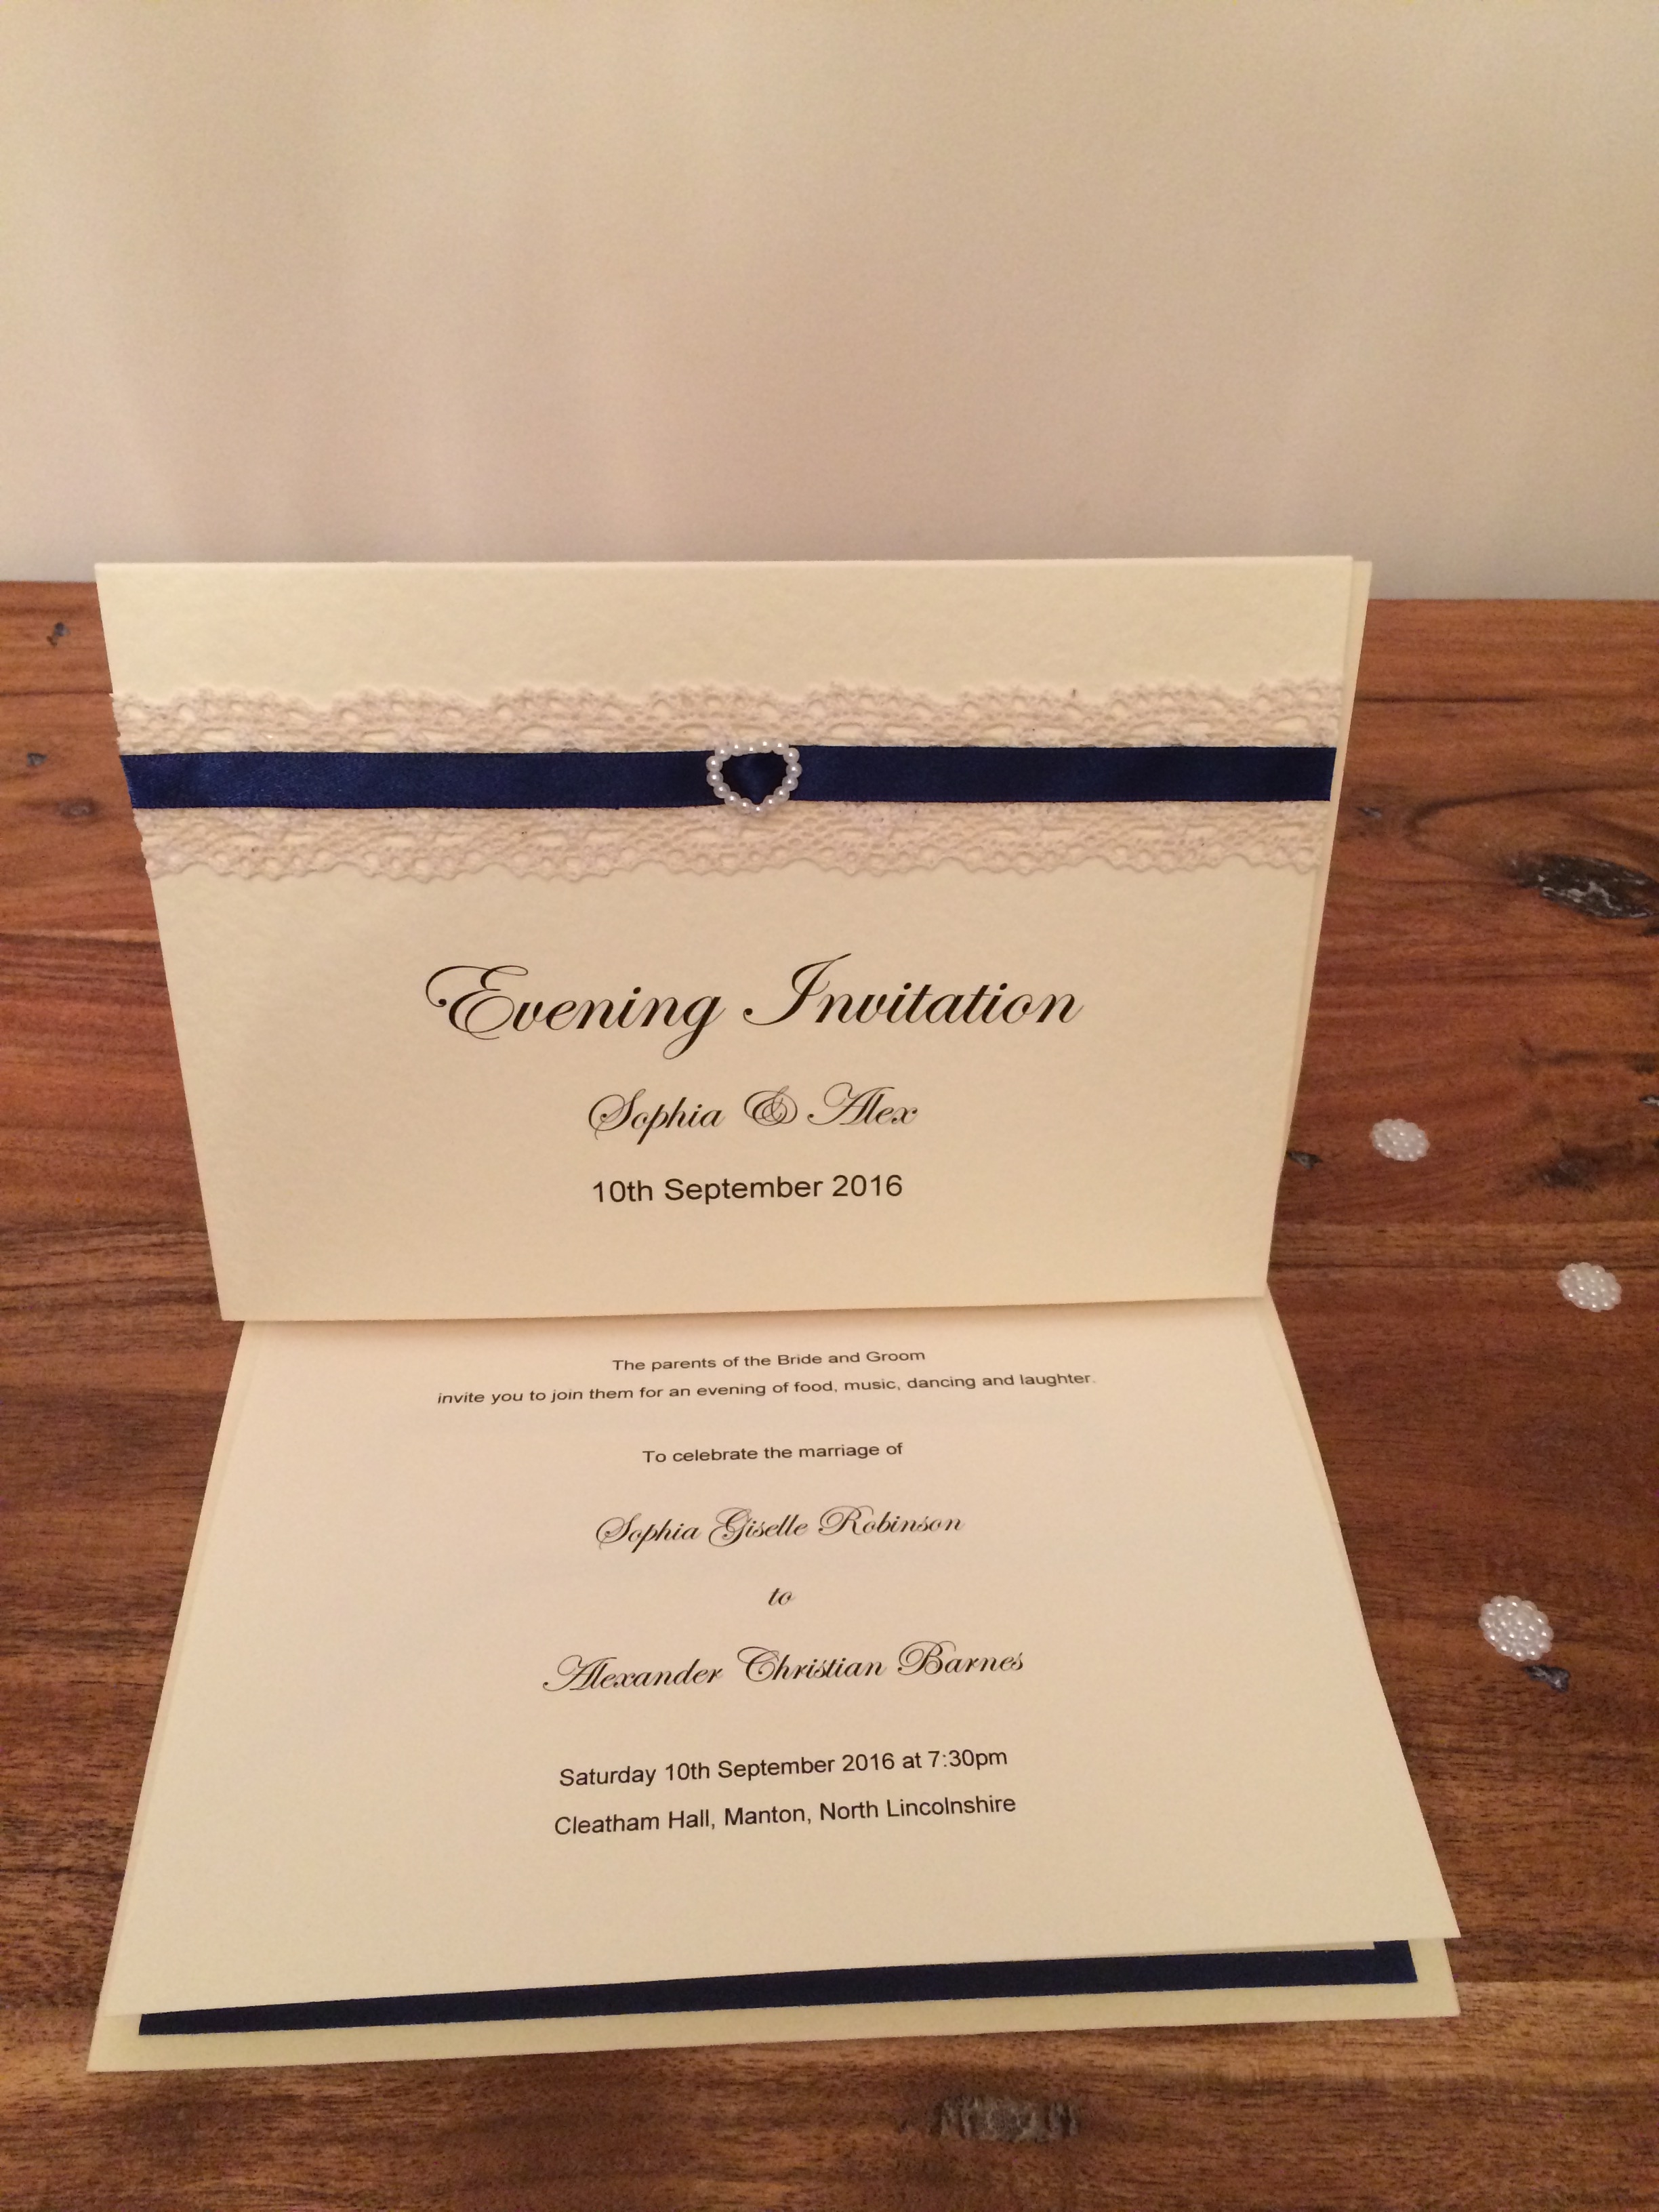 Evening Invitation
Sophia & Alex
10th September 2016
The parents of the Bride and Groom
invite you to join them for an evening of food, music, dancing and laughter.
To celebrate the marriage of
Sophia Giselle Robinson
to
Alexander Christian Barnes
Saturday 10th September 2016 at 7:30pm
Cleatham Hall, Manton, North Lincolnshire